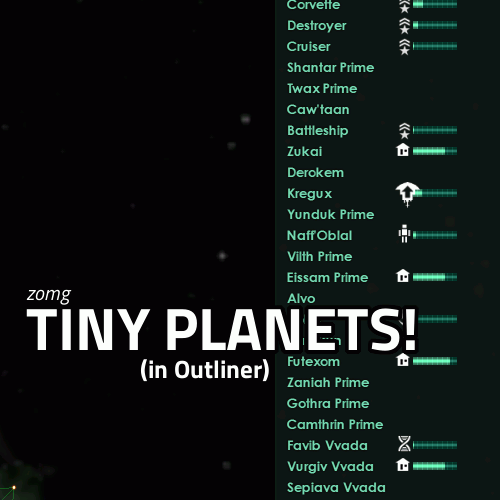 Corvette
Destroyer
Cruiser
Shantar Prime
Twax Prime
Caw'taan
Battleship
Zukai
Derokem
Kregux
Yunduk Prime
Naff'Oblal
Vilth Prime
Eissam Prime
Alvo
zomg
TINY PLANETS!
(in Outliner)
Futexom
Zaniah Prime
Gothra Prime
Camthrin Prime
Favib Vvada
Vurgiv Vvada
Sepiava Vvada